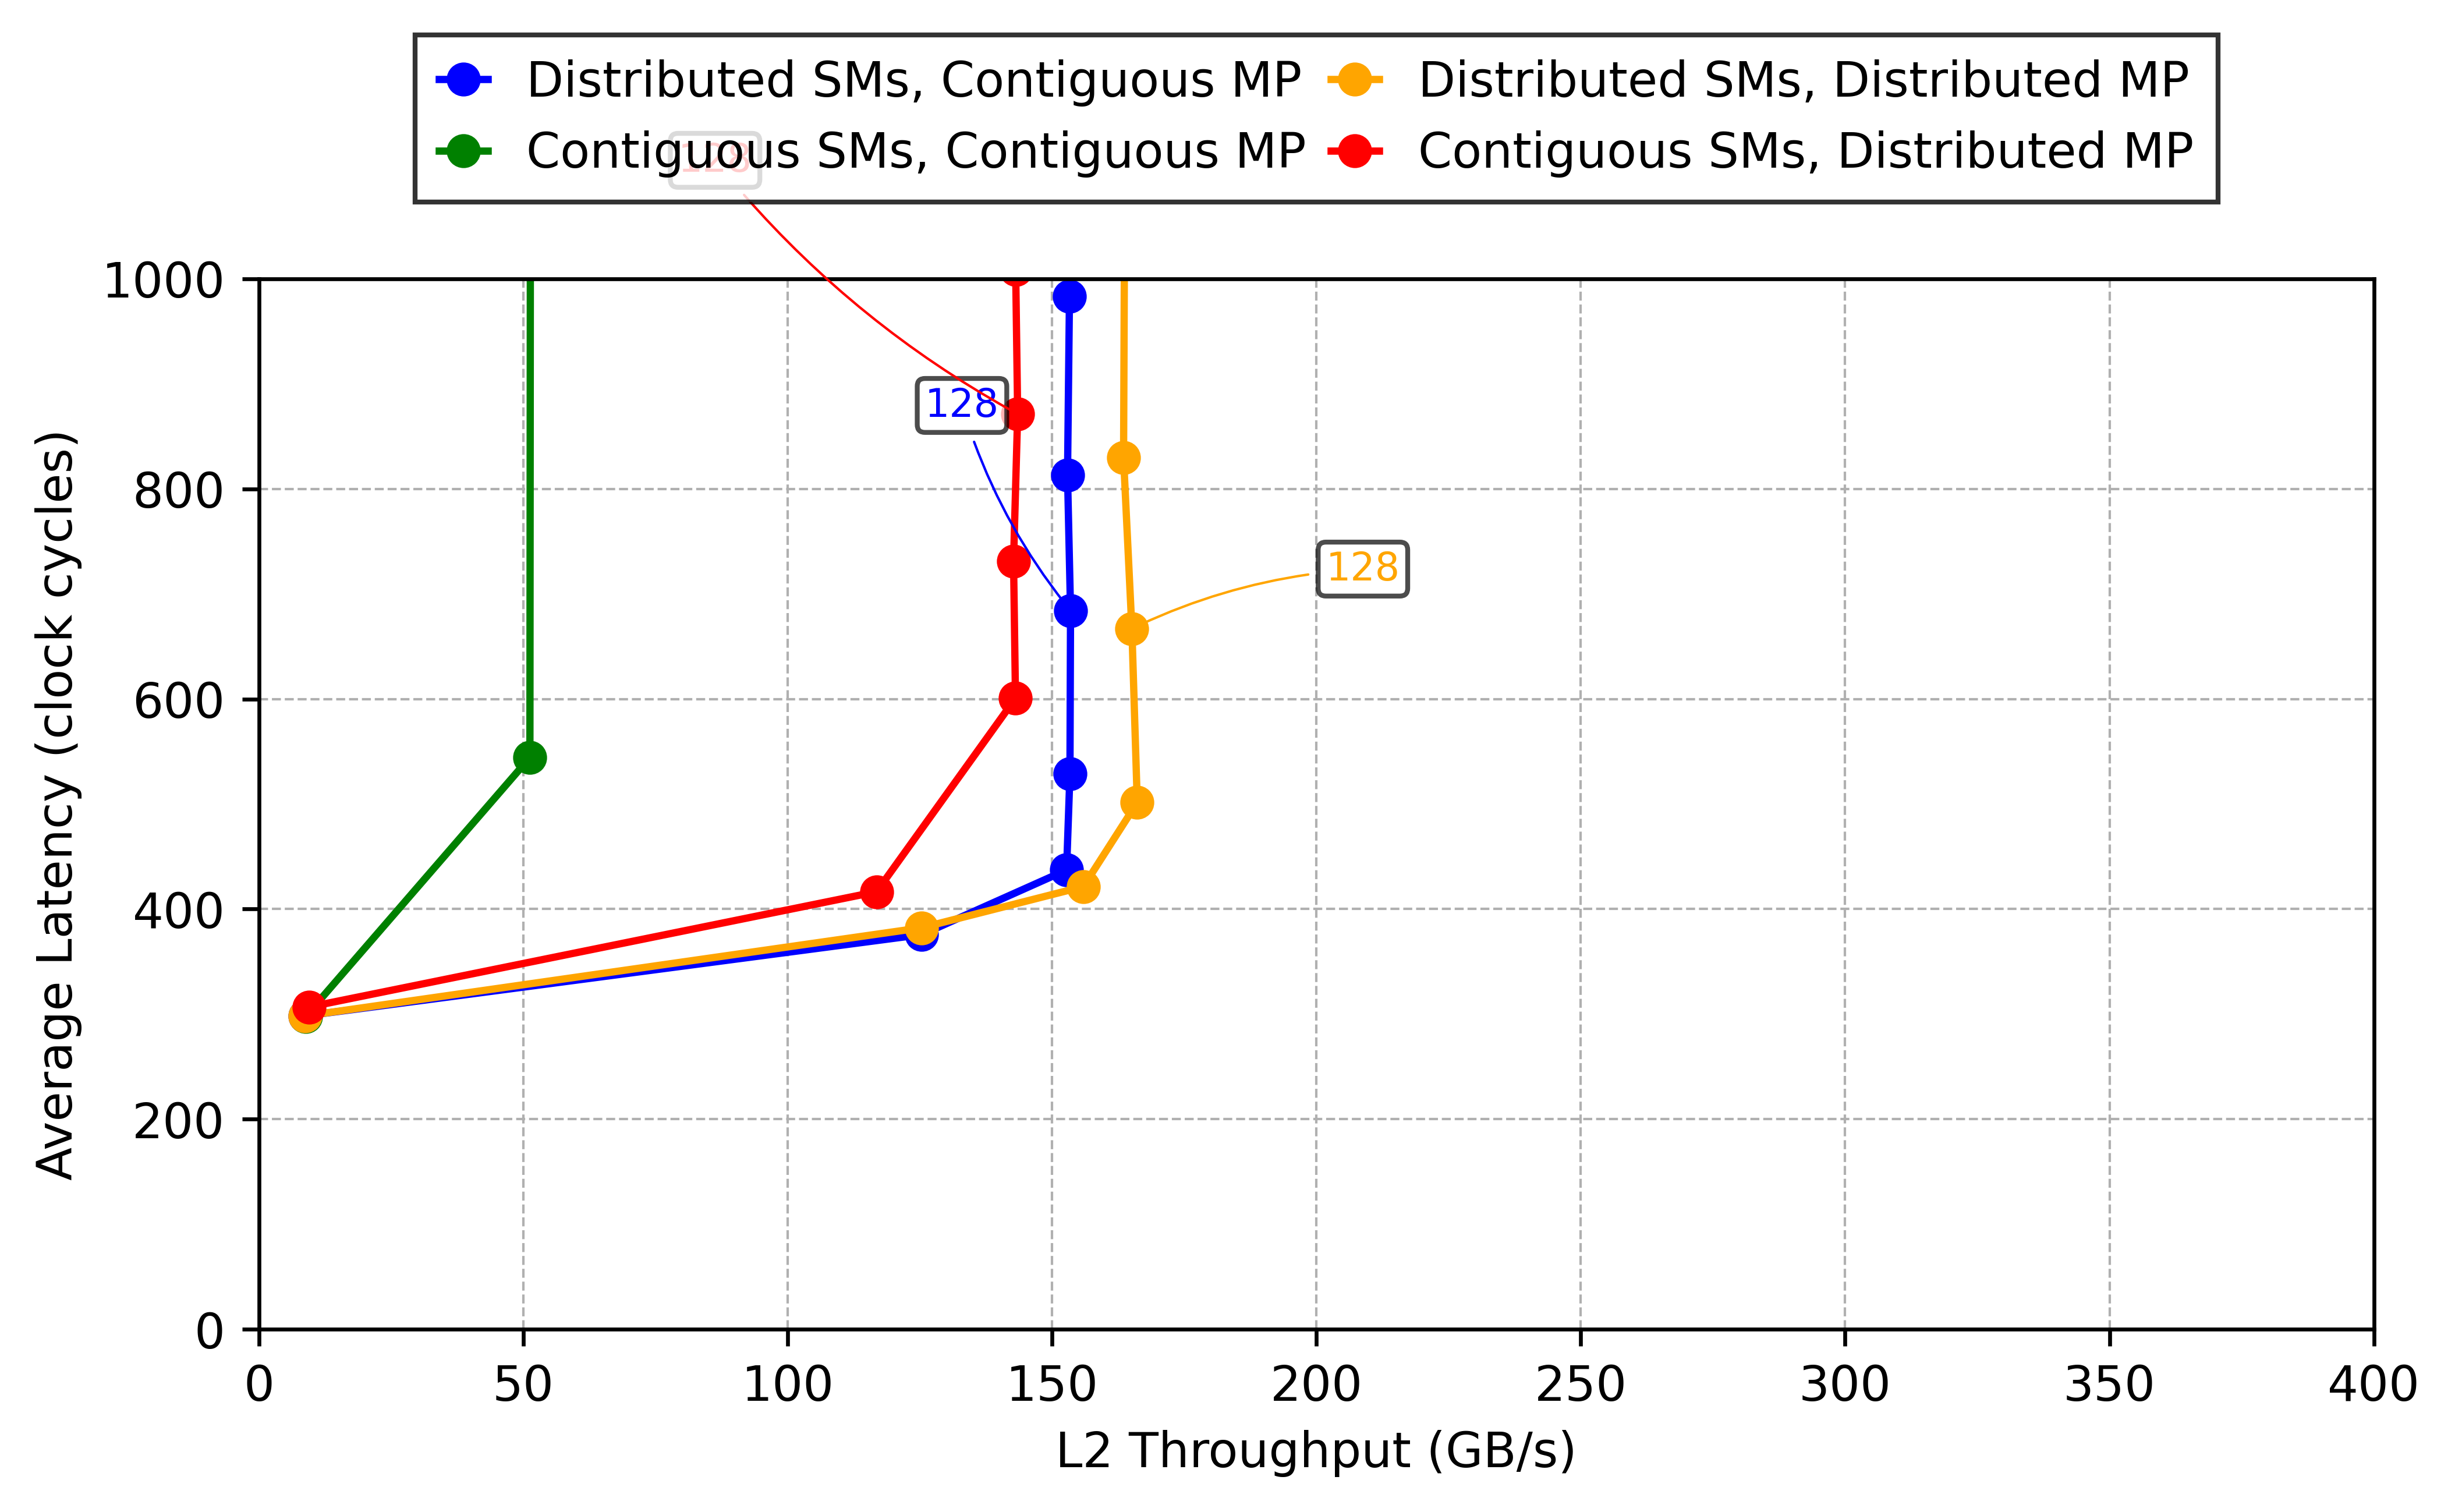 Distributed SMs, Contiguous MP
Distributed SMs, Distributed MP
Contiguous SMs, Contiguous MP
Contiguous SMs, Distributed MP
128
1000
128
800
128
600
400
200
0
Average Latency (clock cycles)
0 50 100 150 200 250 300 350 400
L2 Throughput (GB/s)